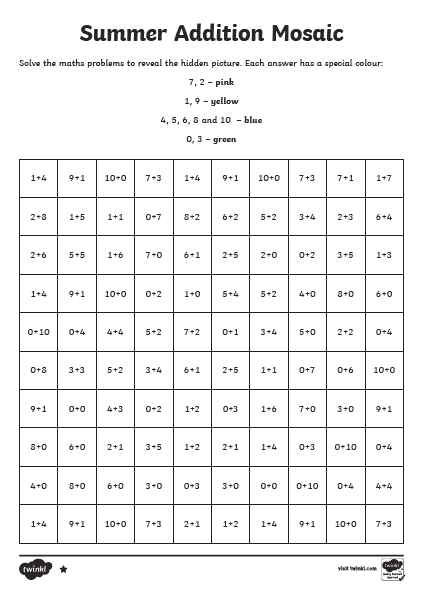 Summer Addition Mosaic
Solve the maths problems to reveal the hidden picture. Each answer has a special colour:
7, 2 – pink
1, 9 – yellow
4, 5, 6, 8 and 10 – blue
0, 3 – green
1+4 9+1 10+0 7+3 1+4 9+1 10+0 7+3 7+1 1+7
2+8 1+5 1+1 0+7 8+2 6+2 5+2 3+4 2+3 6+4
2+6 5+5 1+6 7+0 6+1 2+5 2+0 0+2 3+5 1+3
1+4 9+1 10+0 0+2 1+0 5+4 5+2 4+0 8+0 6+0
0+10 0+4 4+4 5+2 7+2 0+1 3+4 5+0 2+2 0+4
0+8 3+3 5+2 3+4 6+1 2+5 1+1 0+7 0+6 10+0
9+1 0+0 4+3 0+2 1+2 0+3 1+6 7+0 3+0 9+1
8+0 6+0 2+1 3+5 1+2 2+1 1+4 0+3 0+10 0+4
4+0 8+0 6+0 3+0 0+3 3+0 0+0 0+10 0+4 4+4
1+4 9+1 10+0 7+3 2+1 1+2 1+4 9+1 10+0 7+3
twinkl
visit twinkl.com
twinkl